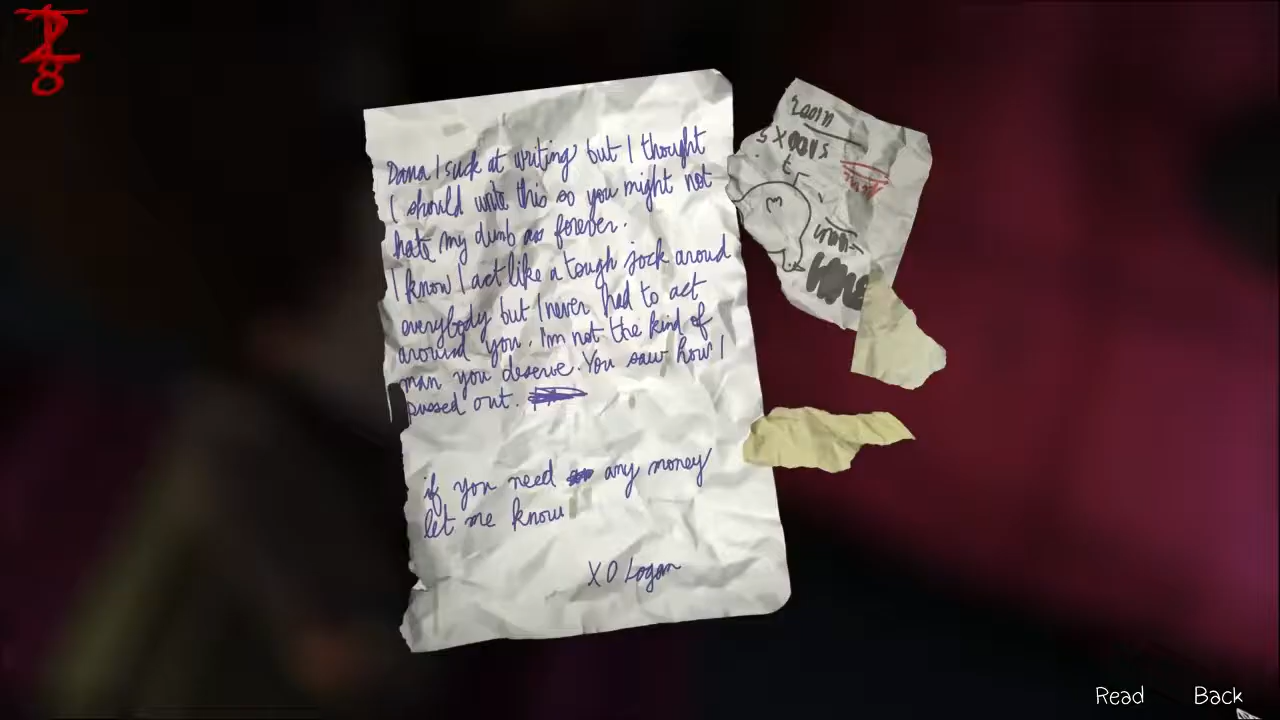 Dana I suck at writing but I thought
I should write this so you might not
hate my dumb ass forever.
I know I act like a tough jock aroud
everybody but I never had to act
around you. I'm not the kind of
man you deserve. You saw how I
pussed out.
if you need any money
let me know
XO Logan
Read Back